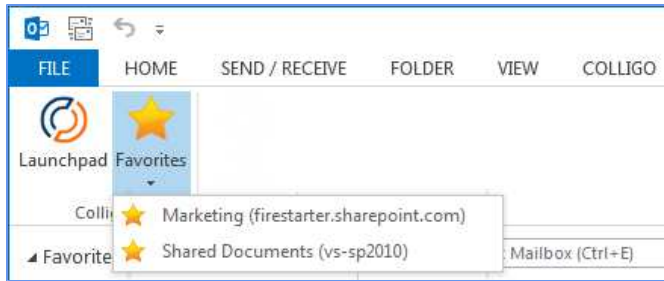 FILE HOME SEND / RECEIVE FOLDER VIEW COLLIGO
Launchpad Favorites
Colli
Marketing (firestarter.sharepoint.com)
Shared Documents (vs-sp2010)
Favorite
Mailbox (Ctrl+E)